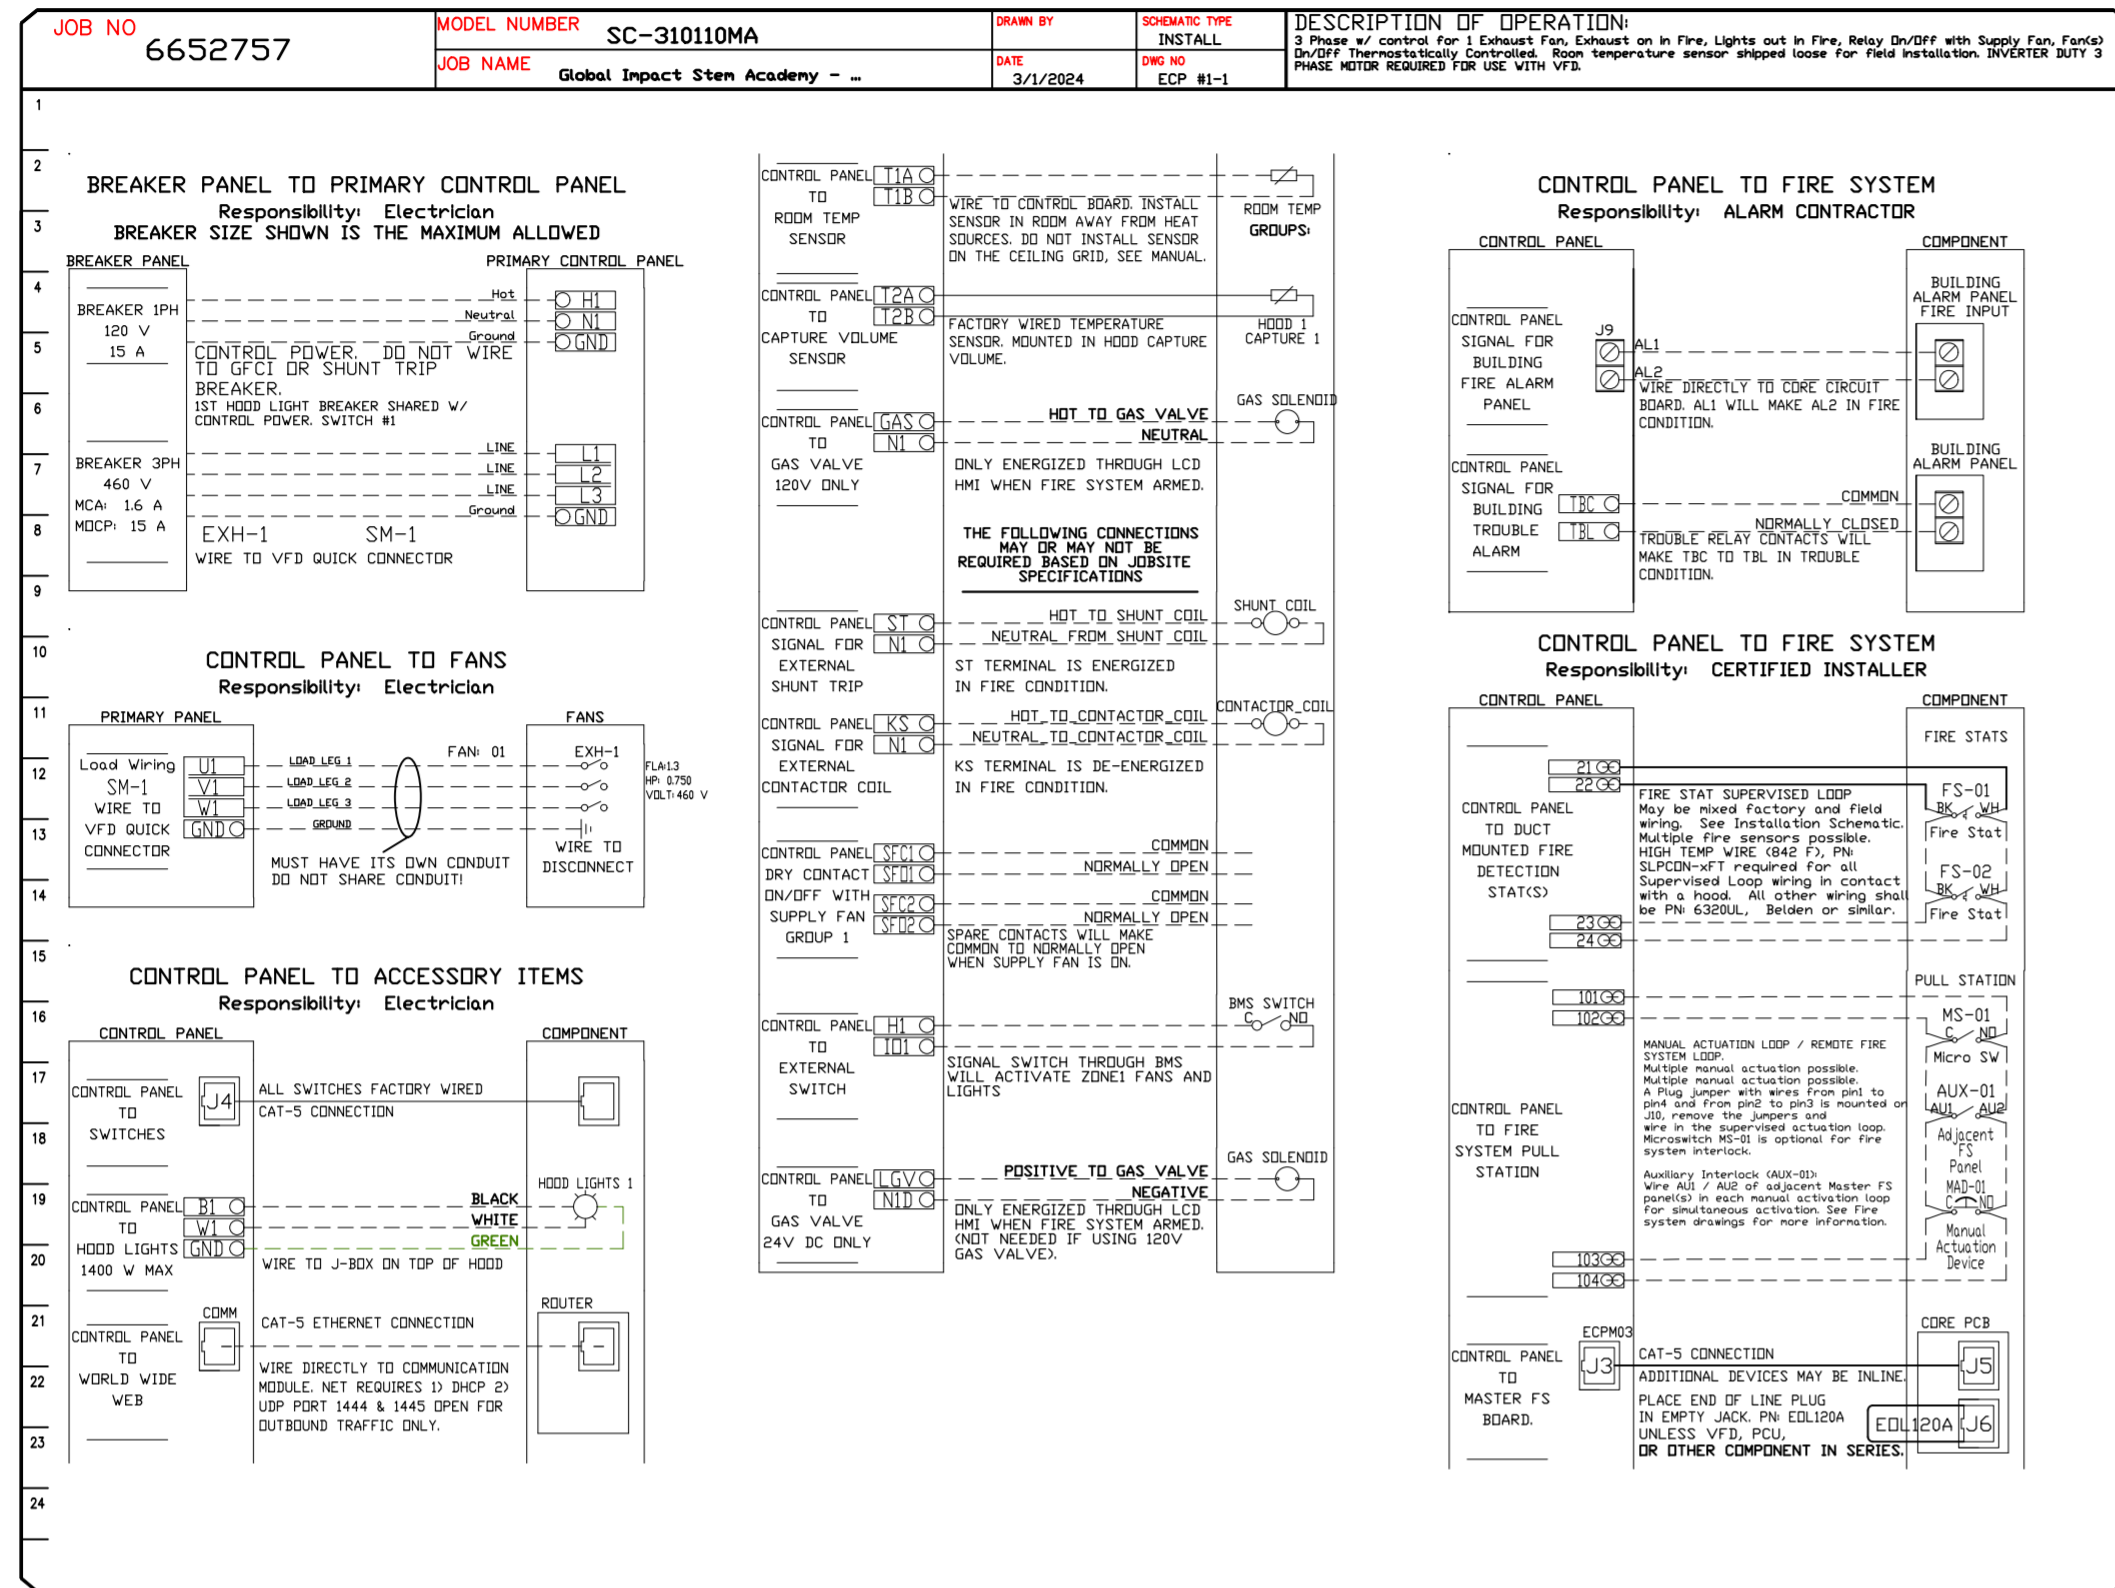 JOB NO
6652757
MODEL NUMBER SC-310110MA
JOB NAME Global Impact Stem Academy - ...
DRAWN BY
DATE
3/1/2024
SCHEMATIC TYPE
INSTALL
DWG NO
ECP #1-1
DESCRIPTION OF OPERATION:
3 Phase w/ control for 1 Exhaust Fan, Exhaust on in Fire, Lights out in Fire, Relay On/Off with Supply Fan, Fan(s)
On/Off Thermostatically Controlled. Room temperature sensor shipped loose for field installation. INVERTER DUTY 3
PHASE MOTOR REQUIRED FOR USE WITH VFD.
1
2
3
4
5
6
7
8
9
10
11
12
13
14
15
16
17
18
19
20
21
22
23
24
BREAKER PANEL TO PRIMARY CONTROL PANEL
Responsibility: Electrician
BREAKER SIZE SHOWN IS THE MAXIMUM ALLOWED
BREAKER PANEL
PRIMARY CONTROL PANEL
BREAKER 1PH
120 V
15 A
Hot
H1
Neutral
N1
Ground
GND
CONTROL POWER. DO NOT WIRE
TO GFCI OR SHUNT TRIP
BREAKER.
1ST HOOD LIGHT BREAKER SHARED W/
CONTROL POWER. SWITCH #1
BREAKER 3PH
460 V
MCA: 1.6 A
MOCP: 15 A
LINE
L1
LINE
L2
LINE
L3
Ground
GND
EXH-1 SM-1
WIRE TO VFD QUICK CONNECTOR
CONTROL PANEL TO FANS
Responsibility: Electrician
PRIMARY PANEL
FANS
Load Wiring
SM-1
WIRE TO
VFD QUICK
CONNECTOR
U1
V1
W1
GND
LOAD LEG 1
LOAD LEG 2
LOAD LEG 3
GROUND
FAN: 01
EXH-1
FLA:1.3
HP: 0.750
VOLT: 460 V
WIRE TO
DISCONNECT
MUST HAVE ITS OWN CONDUIT
DO NOT SHARE CONDUIT!
CONTROL PANEL TO ACCESSORY ITEMS
Responsibility: Electrician
CONTROL PANEL
COMPONENT
CONTROL PANEL
TO
SWITCHES
J4
ALL SWITCHES FACTORY WIRED
CAT-5 CONNECTION
CONTROL PANEL
TO
HOOD LIGHTS
1400 W MAX
B1
W1
GND
BLACK
WHITE
GREEN
HOOD LIGHTS 1
WIRE TO J-BOX ON TOP OF HOOD
CONTROL PANEL
TO
WORLD WIDE
WEB
COMM
CAT-5 ETHERNET CONNECTION
ROUTER
WIRE DIRECTLY TO COMMUNICATION
MODULE. NET REQUIRES 1) DHCP 2)
UDP PORT 1444 & 1445 OPEN FOR
OUTBOUND TRAFFIC ONLY.
CONTROL PANEL
TO
ROOM TEMP
SENSOR
T1A
T1B
WIRE TO CONTROL BOARD. INSTALL
SENSOR IN ROOM AWAY FROM HEAT
SOURCES. DO NOT INSTALL SENSOR
ON THE CEILING GRID, SEE MANUAL.
ROOM TEMP
GROUPS:
CONTROL PANEL
TO
CAPTURE VOLUME
SENSOR
T2A
T2B
FACTORY WIRED TEMPERATURE
SENSOR. MOUNTED IN HOOD CAPTURE
VOLUME.
HOOD 1
CAPTURE 1
CONTROL PANEL
TO
GAS VALVE
120V ONLY
GAS
N1
HOT TO GAS VALVE
NEUTRAL
GAS SOLENOID
ONLY ENERGIZED THROUGH LCD
HMI WHEN FIRE SYSTEM ARMED.
THE FOLLOWING CONNECTIONS
MAY OR MAY NOT BE
REQUIRED BASED ON JOBSITE
SPECIFICATIONS
CONTROL PANEL
SIGNAL FOR
EXTERNAL
SHUNT TRIP
ST
N1
HOT TO SHUNT COIL
NEUTRAL FROM SHUNT COIL
SHUNT COIL
ST TERMINAL IS ENERGIZED
IN FIRE CONDITION.
CONTROL PANEL
SIGNAL FOR
EXTERNAL
CONTACTOR COIL
KS
N1
HOT TO CONTACTOR COIL
NEUTRAL TO CONTACTOR COIL
CONTACTOR COIL
KS TERMINAL IS DE-ENERGIZED
IN FIRE CONDITION.
CONTROL PANEL
DRY CONTACT
ON/OFF WITH
SUPPLY FAN
GROUP 1
SFC1
SFO1
SFC2
SFO2
COMMON
NORMALLY OPEN
COMMON
NORMALLY OPEN
SPARE CONTACTS WILL MAKE
COMMON TO NORMALLY OPEN
WHEN SUPPLY FAN IS ON.
CONTROL PANEL
TO
EXTERNAL
SWITCH
H1
IO1
BMS SWITCH
C NO
SIGNAL SWITCH THROUGH BMS
WILL ACTIVATE ZONE1 FANS AND
LIGHTS
CONTROL PANEL
TO
GAS VALVE
24V DC ONLY
LGV
N1D
POSITIVE TO GAS VALVE
NEGATIVE
GAS SOLENOID
ONLY ENERGIZED THROUGH LCD
HMI WHEN FIRE SYSTEM ARMED.
(NOT NEEDED IF USING 120V
GAS VALVE).
CONTROL PANEL TO FIRE SYSTEM
Responsibility: ALARM CONTRACTOR
CONTROL PANEL
COMPONENT
CONTROL PANEL
SIGNAL FOR
BUILDING
FIRE ALARM
PANEL
J9
AL1
AL2
BUILDING
ALARM PANEL
FIRE INPUT
WIRE DIRECTLY TO CORE CIRCUIT
BOARD. AL1 WILL MAKE AL2 IN FIRE
CONDITION.
CONTROL PANEL
SIGNAL FOR
BUILDING
TROUBLE
ALARM
TBC
TBL
COMMON
NORMALLY CLOSED
BUILDING
ALARM PANEL
TROUBLE RELAY CONTACTS WILL
MAKE TBC TO TBL IN TROUBLE
CONDITION.
CONTROL PANEL TO FIRE SYSTEM
Responsibility: CERTIFIED INSTALLER
CONTROL PANEL
COMPONENT
FIRE STATS
CONTROL PANEL
TO DUCT
MOUNTED FIRE
DETECTION
STAT(S)
21
22
23
24
FIRE STAT SUPERVISED LOOP
May be mixed factory and field
wiring. See Installation Schematic.
Multiple fire sensors possible.
HIGH TEMP WIRE (842 F), PN:
SLPCON-xFT required for all
Supervised Loop wiring in contact
with a hood. All other wiring shall
be PN: 6320UL, Belden or similar.
FS-01
BK WH
Fire Stat
FS-02
BK WH
Fire Stat
PULL STATION
CONTROL PANEL
TO FIRE
SYSTEM PULL
STATION
101
102
103
104
MANUAL ACTUATION LOOP / REMOTE FIRE
SYSTEM LOOP.
Multiple manual actuation possible.
Multiple manual actuation possible.
A Plug jumper with wires from pin1 to
pin4 and from pin2 to pin3 is mounted on
J10, remove the jumpers and
wire in the supervised actuation loop.
Microswitch MS-01 is optional for fire
system interlock.
Auxiliary Interlock (AUX-01):
Wire AU1 / AU2 of adjacent Master FS
panel(s) in each manual activation loop
for simultaneous activation. See Fire
system drawings for more information.
MS-01
C NO
Micro SW
AUX-01
AU1 AU2
Adjacent
FS
Panel
MAD-01
C NO
Manual
Actuation
Device
CONTROL PANEL
TO
MASTER FS
BOARD.
ECPM03
J3
CAT-5 CONNECTION
ADDITIONAL DEVICES MAY BE INLINE.
PLACE END OF LINE PLUG
IN EMPTY JACK. PN: EOL120A
UNLESS VFD, PCU,
OR OTHER COMPONENT IN SERIES.
CORE PCB
J5
EOL120A
J6